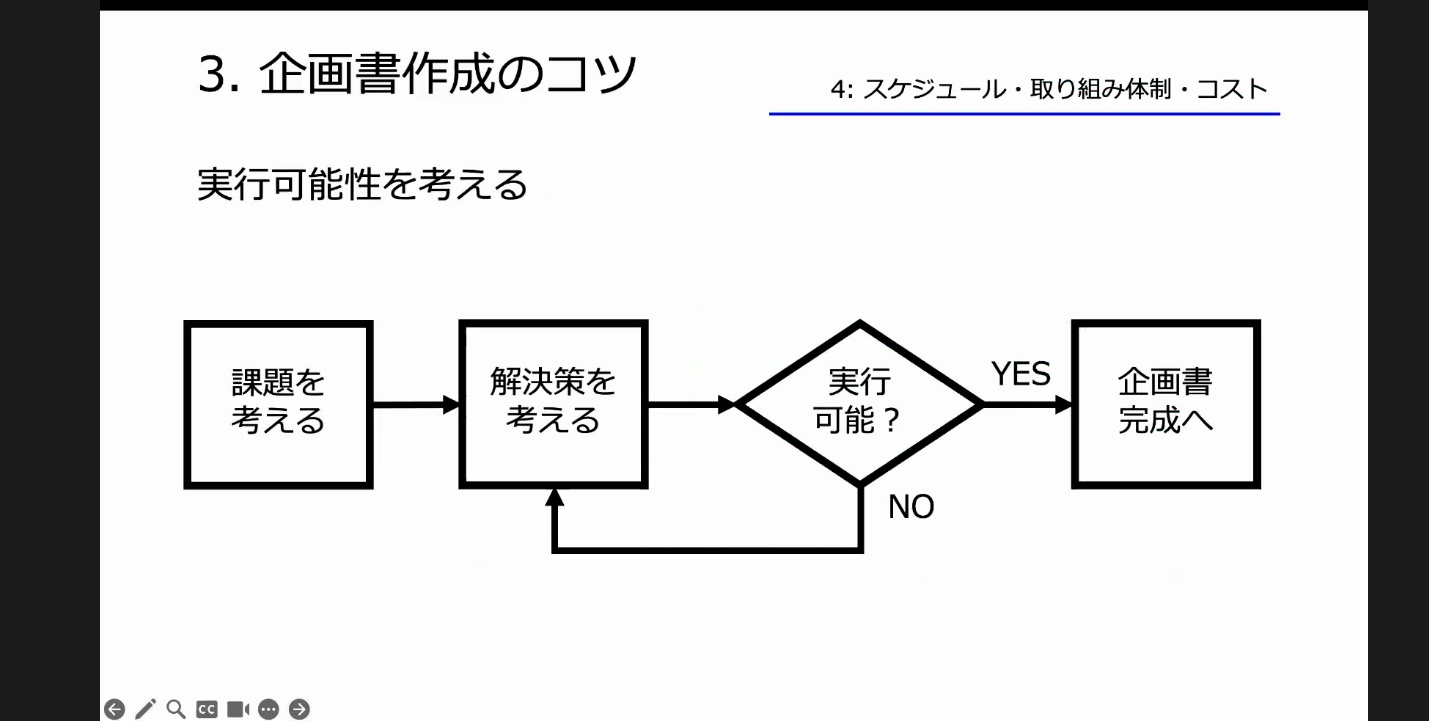 3. 企画書作成のコツ
4: スケジュール・取り組み体制・コスト
実行可能性を考える
課題を
考える
解決策を
考える
実行
可能？
YES
企画書
完成へ
NO
CC